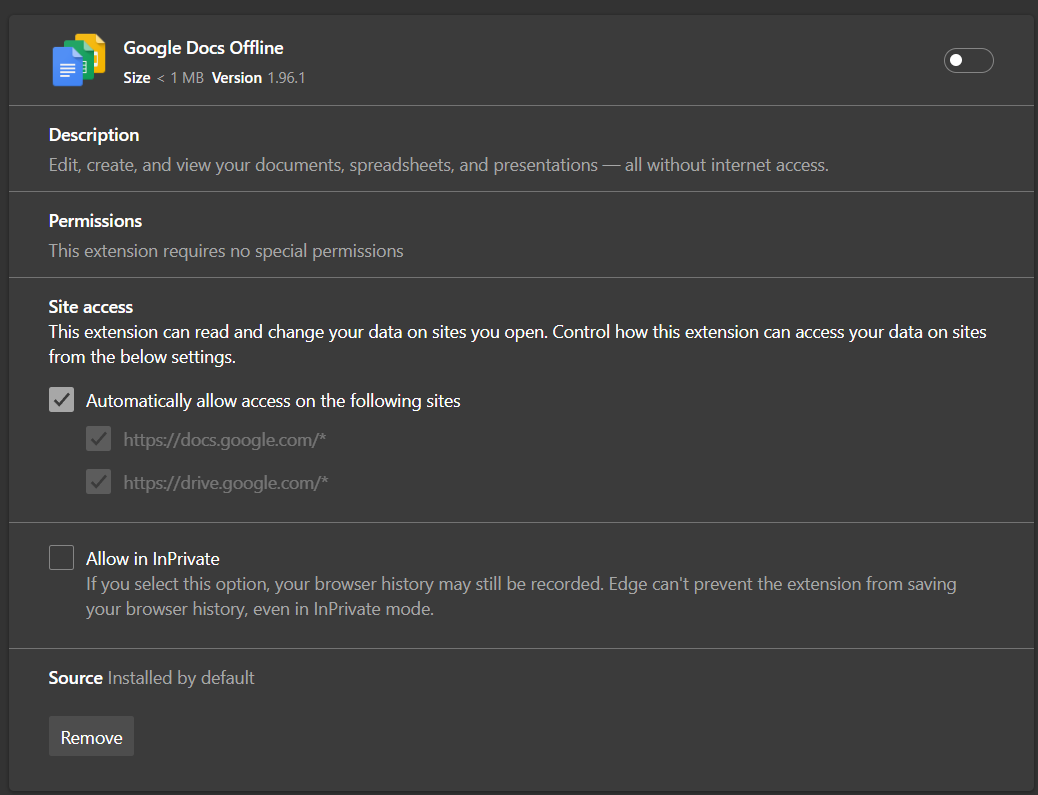 Google Docs Offline
Size < 1 MB Version 1.96.1
Description
Edit, create, and view your documents, spreadsheets, and presentations — all without internet access.
Permissions
This extension requires no special permissions
Site access
This extension can read and change your data on sites you open. Control how this extension can access your data on sites
from the below settings.
Automatically allow access on the following sites
https://docs.google.com/*
https://drive.google.com/*
Allow in InPrivate
If you select this option, your browser history may still be recorded. Edge can't prevent the extension from saving
your browser history, even in InPrivate mode.
Source Installed by default
Remove